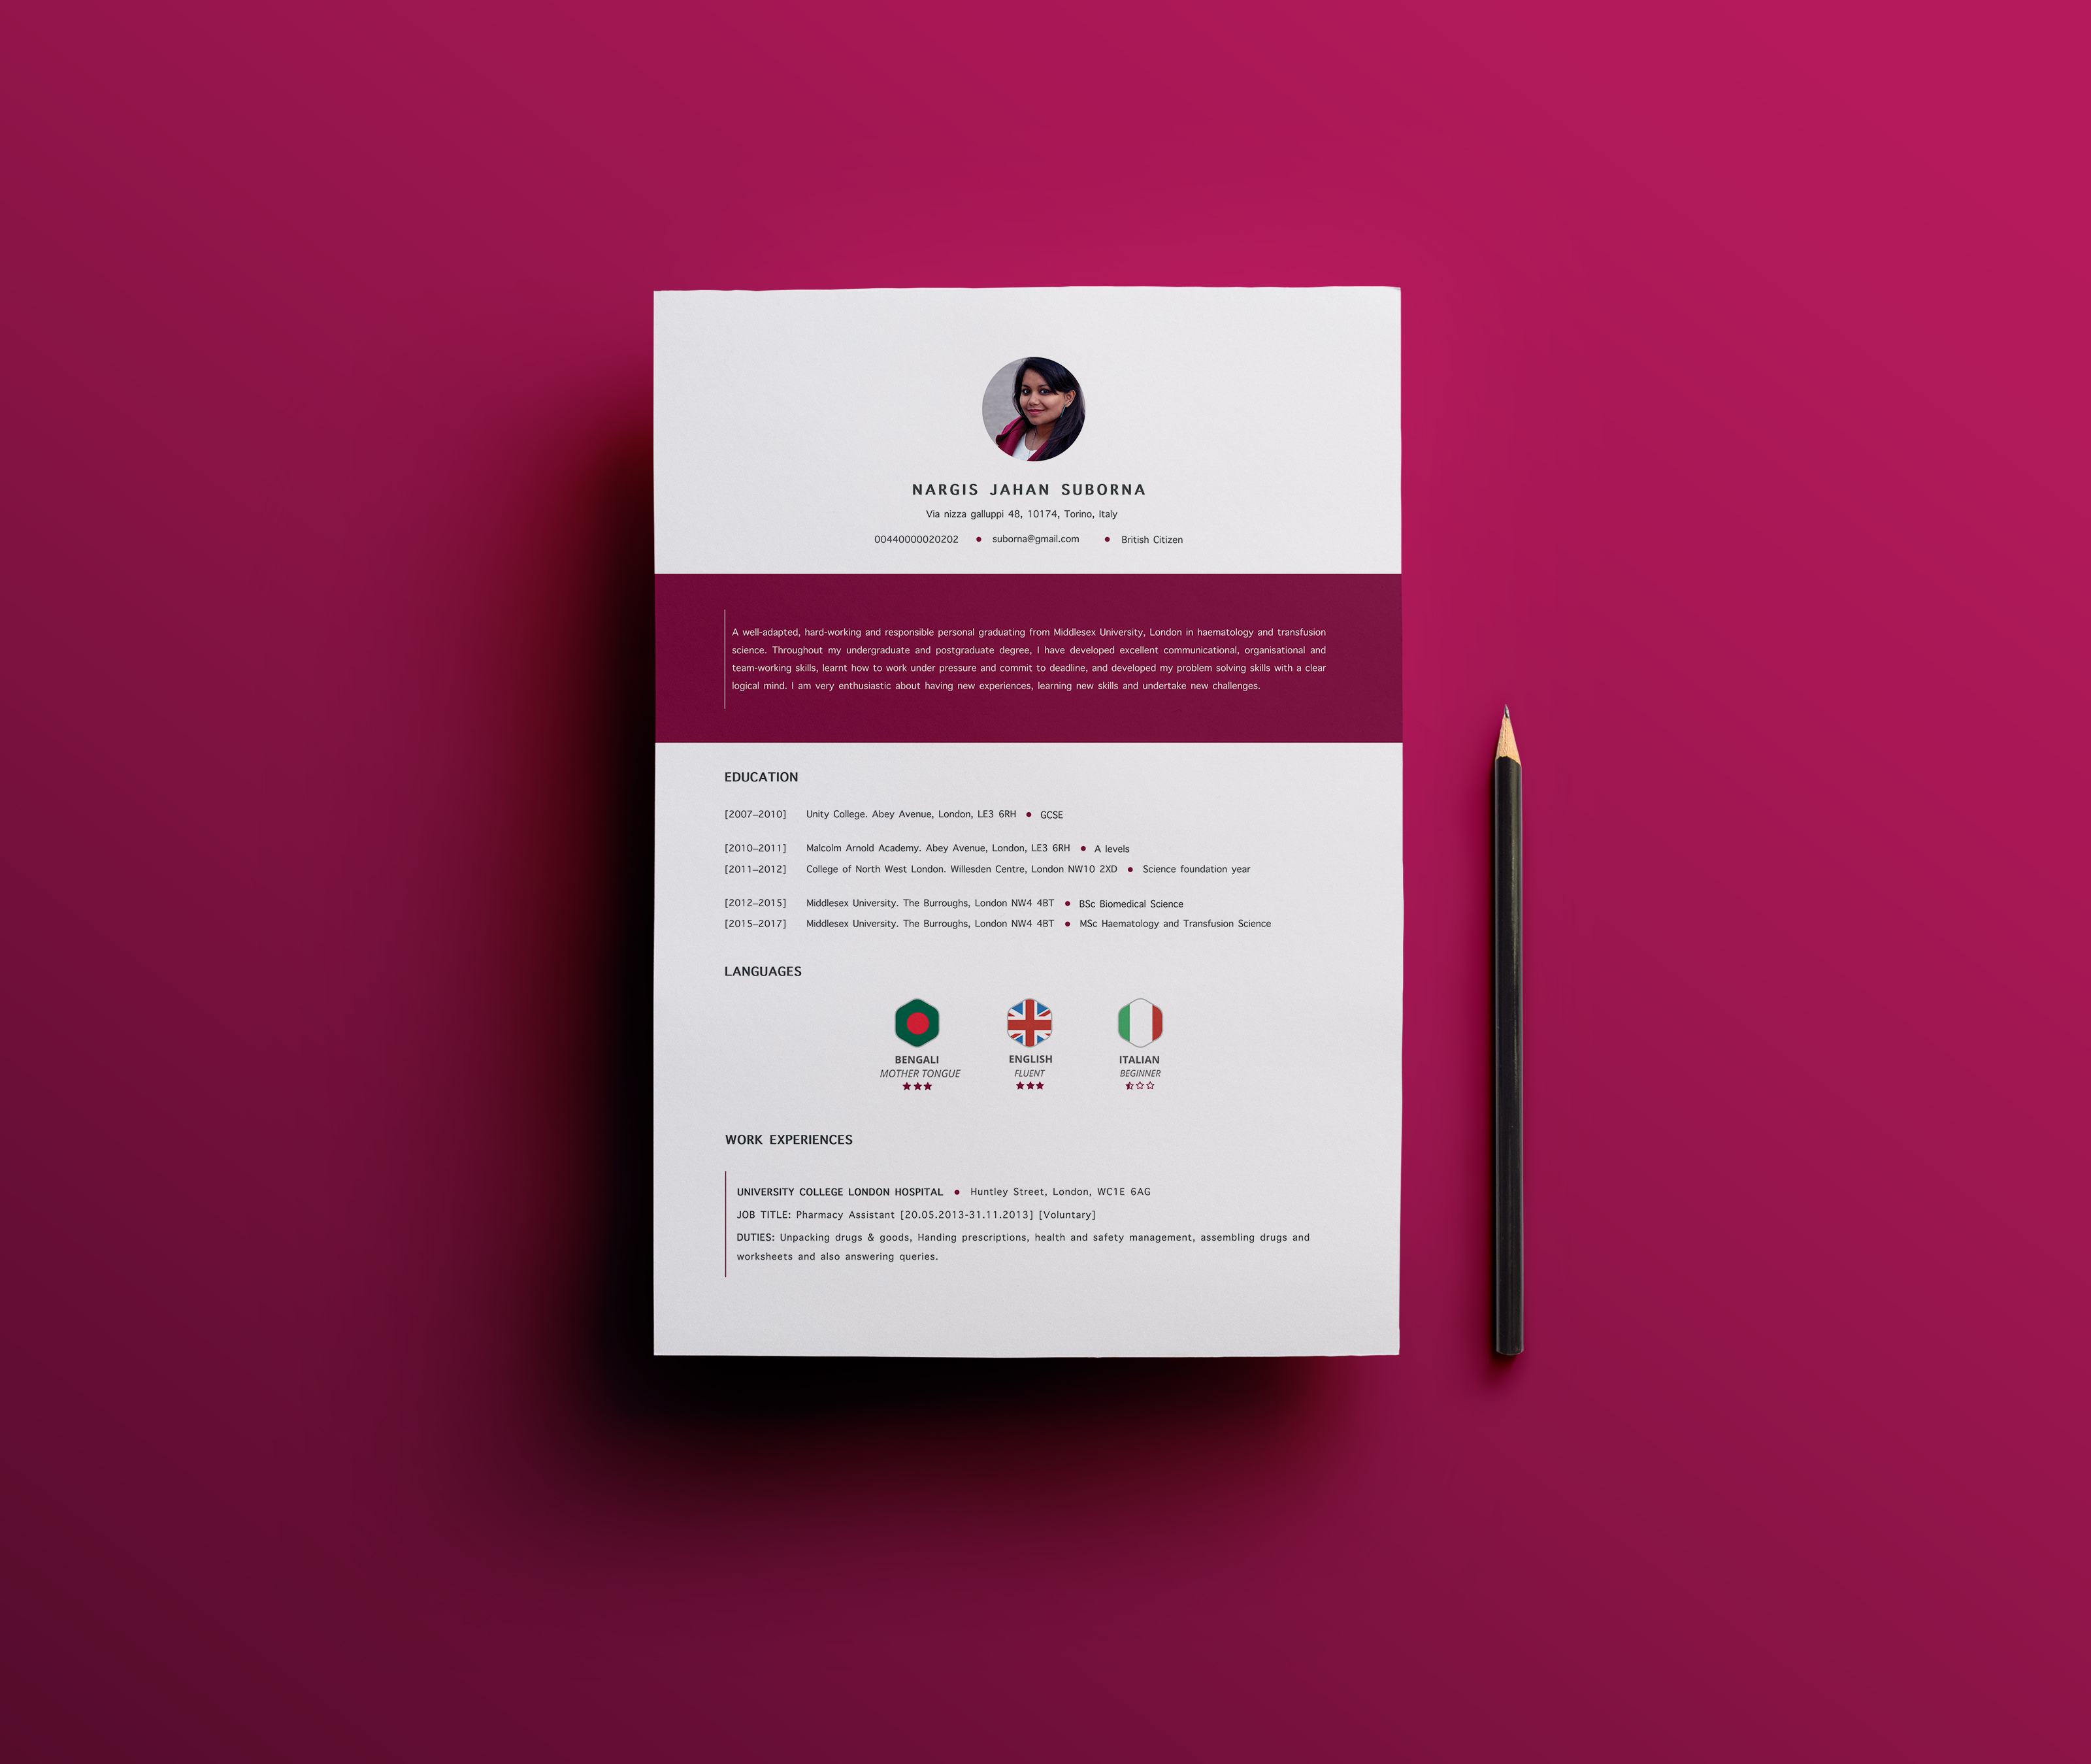 NARGIS JAHAN SUBORNA
Via nizza galluppi 48, 10174, Torino, Italy
00440000020202 ● suborna@gmail.com ● British Citizen
A well-adapted, hard-working and responsible personal graduating from Middlesex University, London in haematology and transfusion
science. Throughout my undergraduate and postgraduate degree, I have developed excellent communicational, organisational and
team-working skills, learnt how to work under pressure and commit to deadline, and developed my problem solving skills with a clear
logical mind. I am very enthusiastic about having new experiences, learning new skills and undertake new challenges.
EDUCATION
[2007–2010] Unity College. Abey Avenue, London, LE3 6RH ● GCSE
[2010–2011] Malcolm Arnold Academy. Abey Avenue, London, LE3 6RH ● A levels
[2011–2012] College of North West London. Willesden Centre, London NW10 2XD ● Science foundation year
[2012–2015] Middlesex University. The Burroughs, London NW4 4BT ● BSc Biomedical Science
[2015–2017] Middlesex University. The Burroughs, London NW4 4BT ● MSc Haematology and Transfusion Science
LANGUAGES
BENGALI
MOTHER TONGUE
ENGLISH
FLUENT
ITALIAN
BEGINNER
WORK EXPERIENCES
UNIVERSITY COLLEGE LONDON HOSPITAL ● Huntley Street, London, WC1E 6AG
JOB TITLE: Pharmacy Assistant [20.05.2013-31.11.2013] [Voluntary]
DUTIES: Unpacking drugs & goods, Handing prescriptions, health and safety management, assembling drugs and
worksheets and also answering queries.